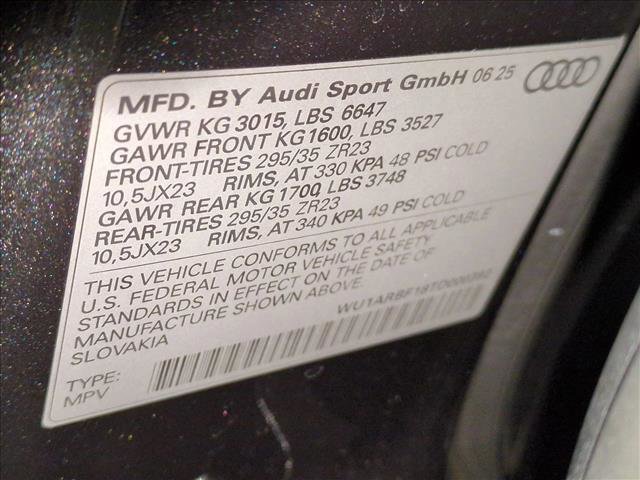 MFD. BY Audi Sport GmbH 06 25
GVWR KG 3015, LBS 6647
GAWR FRONT KG 1600, LBS 3527
FRONT-TIRES 295/35 ZR23
10,5JX23 RIMS, AT 330 KPA 48 PSI COLD
GAWR REAR KG 1700, LBS 3748
REAR-TIRES 295/35 ZR23
10,5JX23 RIMS, AT 340 KPA 49 PSI COLD
THIS VEHICLE CONFORMS TO ALL APPLICABLE
U.S. FEDERAL MOTOR VEHICLE SAFETY
STANDARDS IN EFFECT ON THE DATE OF
MANUFACTURE SHOWN ABOVE.
SLOVAKIA
TYPE:
MPV